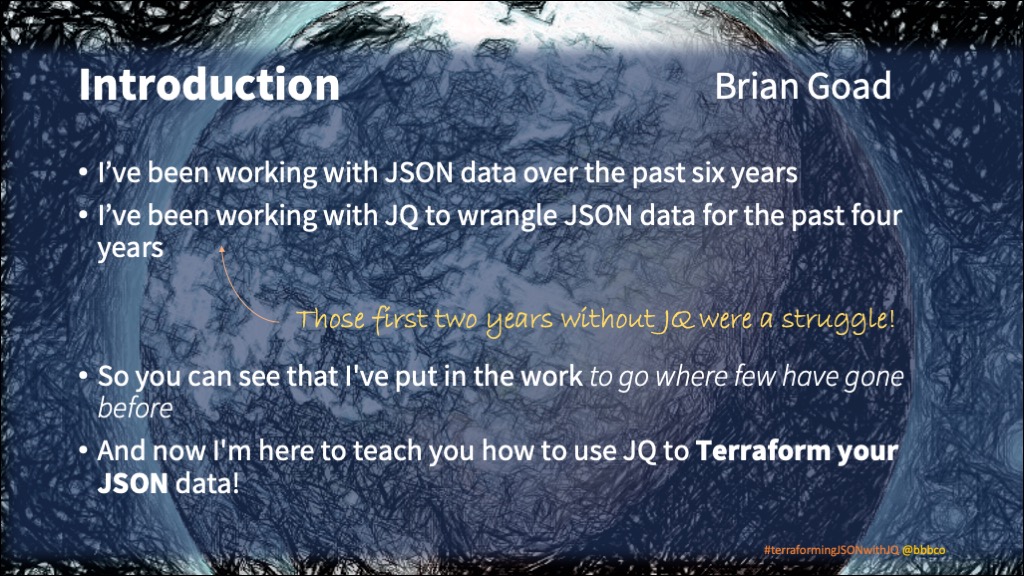 Introduction
Brian Goad
• I’ve been working with JSON data over the past six years
• I’ve been working with JQ to wrangle JSON data for the past four
years
Those first two years without JQ were a struggle!
• So you can see that I've put in the work to go where few have gone
before
• And now I'm here to teach you how to use JQ to Terraform your
JSON data!
#terraformingJSONwithJQ @bbbco